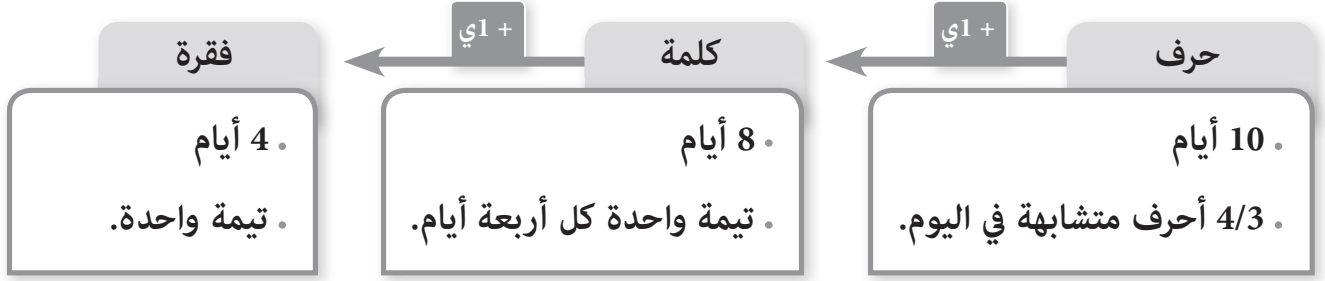 حرف
+ 1ي
كلمة
+ 1ي
فقرة
• 10 أيام
• 4/3 أحرف متشابهة في اليوم.
• 8 أيام
• تيمة واحدة كل أربعة أيام.
• 4 أيام
• تيمة واحدة.